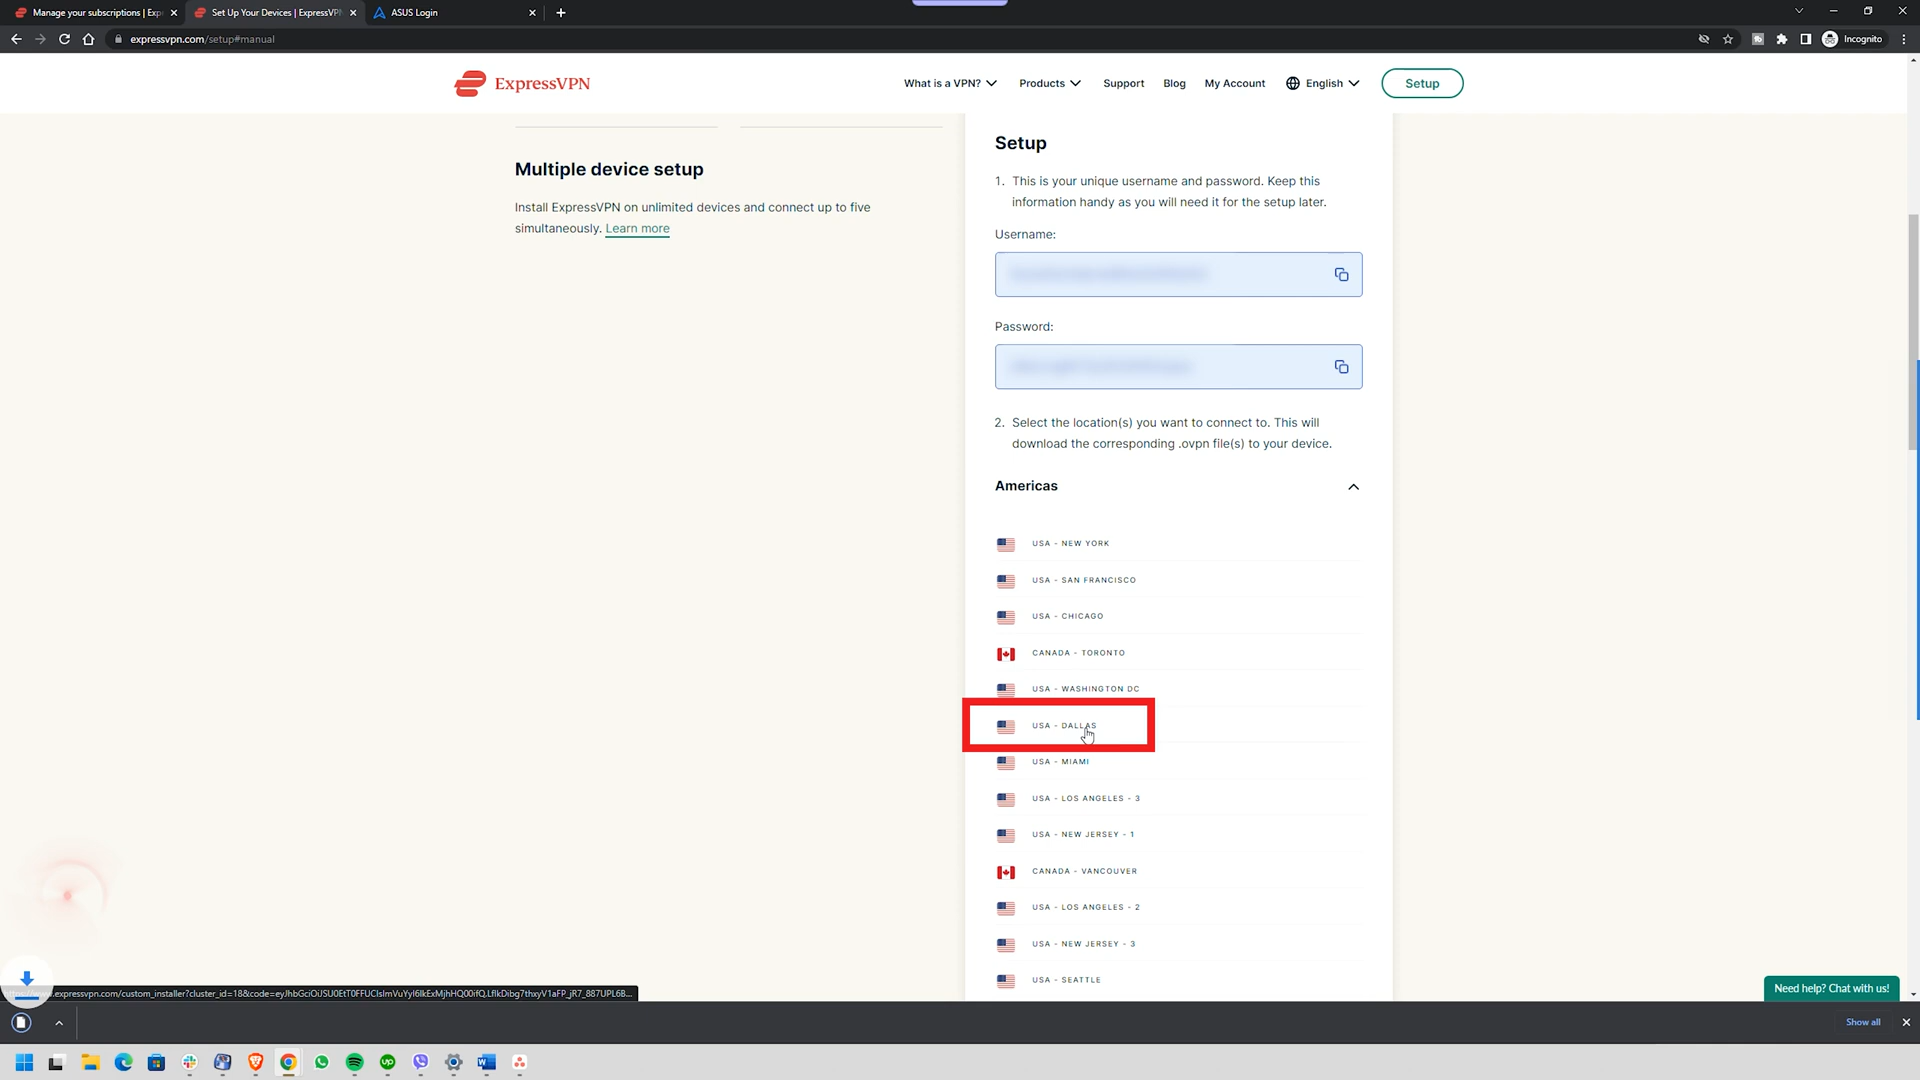 Manage your subscriptions | Exp
Set Up Your Devices | ExpressVPN
ASUS Login
expressvpn.com/setup#manual
Incognito
ExpressVPN
What is a VPN?
Products
Support
Blog
My Account
English
Setup
Multiple device setup
Install ExpressVPN on unlimited devices and connect up to five
simultaneously. Learn more
Setup
1. This is your unique username and password. Keep this
information handy as you will need it for the setup later.
Username:
Password:
2. Select the location(s) you want to connect to. This will
download the corresponding .ovpn file(s) to your device.
Americas
USA - NEW YORK
USA - SAN FRANCISCO
USA - CHICAGO
CANADA - TORONTO
USA - WASHINGTON DC
USA - DALLAS
USA - MIAMI
USA - LOS ANGELES - 3
USA - NEW JERSEY - 1
CANADA - VANCOUVER
USA - LOS ANGELES - 2
USA - NEW JERSEY - 3
USA - SEATTLE
Need help? Chat with us!
Show all